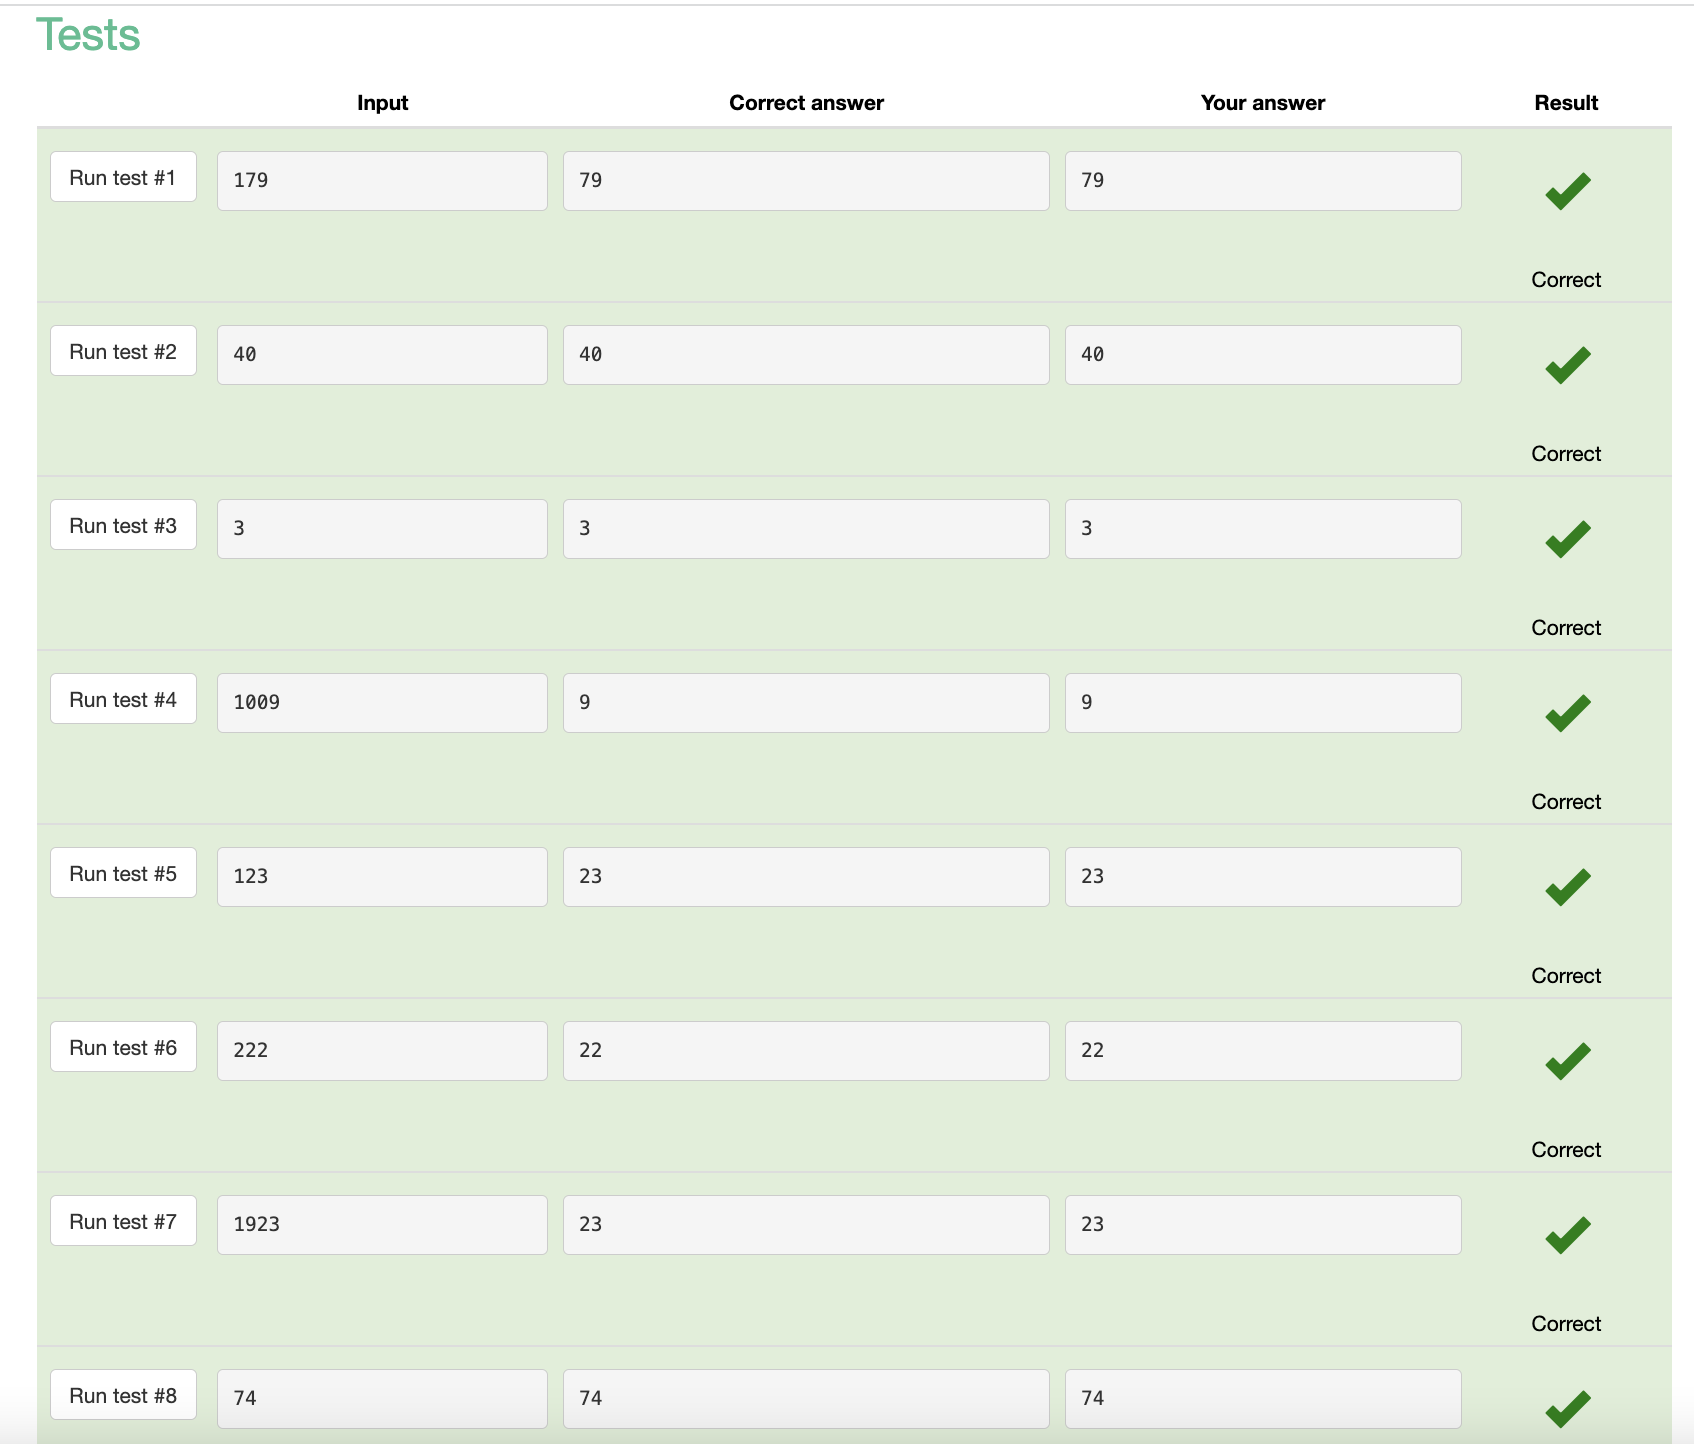 Tests
Input Correct answer Your answer Result
Run test #1 179 79 79
Correct
Run test #2 40 40 40
Correct
Run test #3 3 3 3
Correct
Run test #4 1009 9 9
Correct
Run test #5 123 23 23
Correct
Run test #6 222 22 22
Correct
Run test #7 1923 23 23
Correct
Run test #8 74 74 74